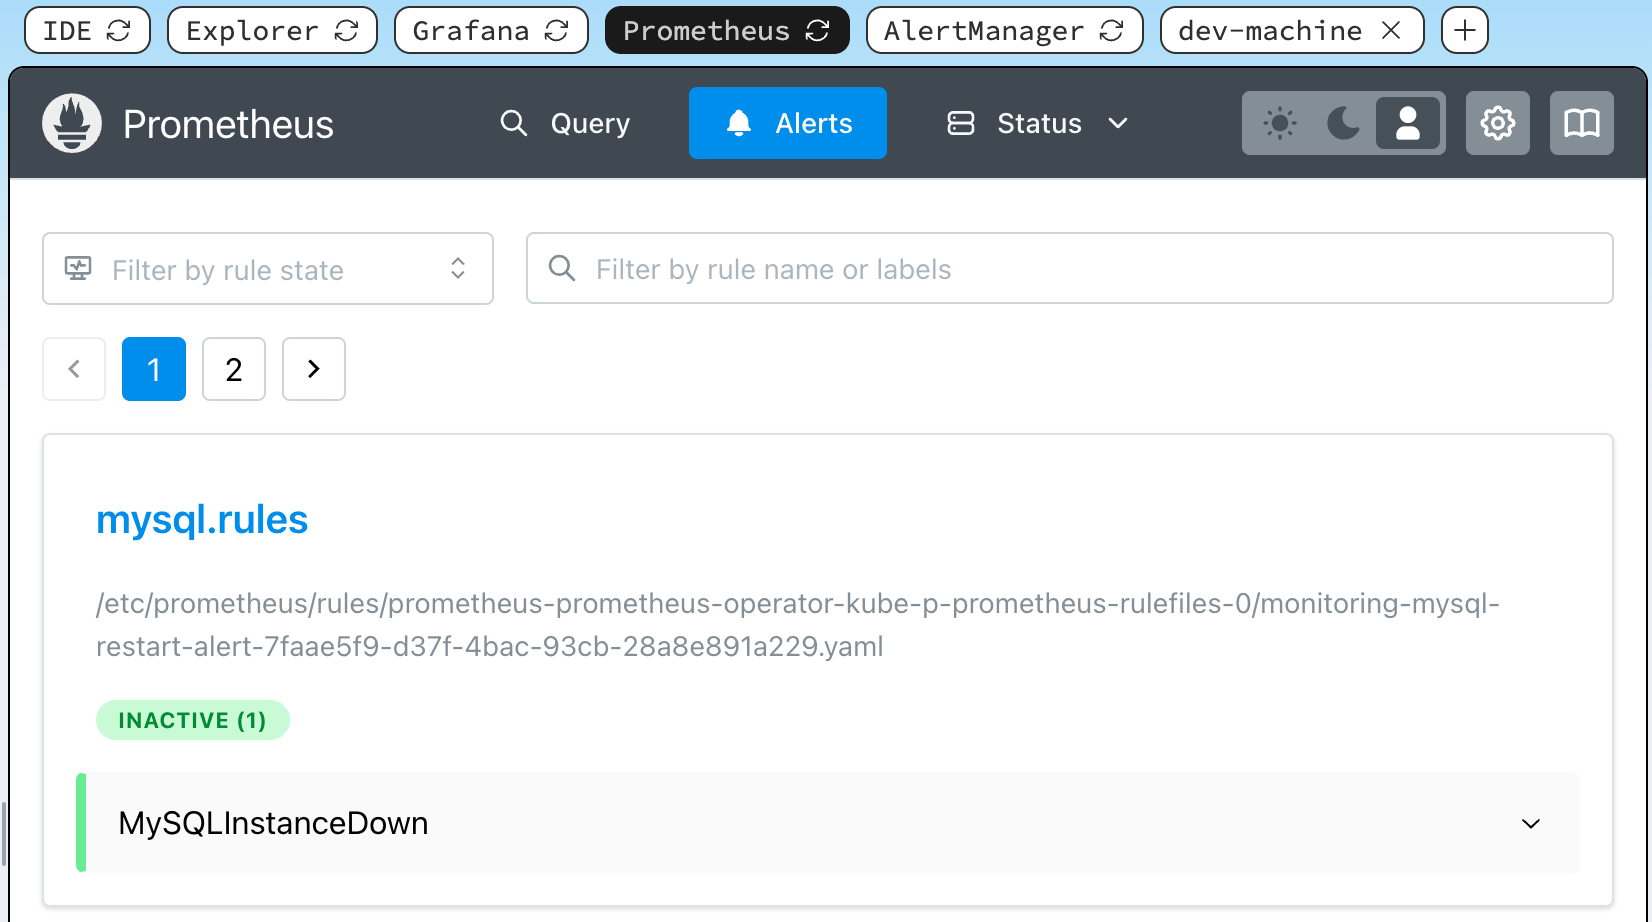 IDE
Explorer
Grafana
Prometheus
AlertManager
dev-machine
Prometheus
Query
Alerts
Status
Filter by rule state
Filter by rule name or labels
1
2
mysql.rules
/etc/prometheus/rules/prometheus-prometheus-operator-kube-p-prometheus-rulefiles-0/monitoring-mysql-
restart-alert-7faae5f9-d37f-4bac-93cb-28a8e891a229.yaml
INACTIVE (1)
MySQLInstanceDown